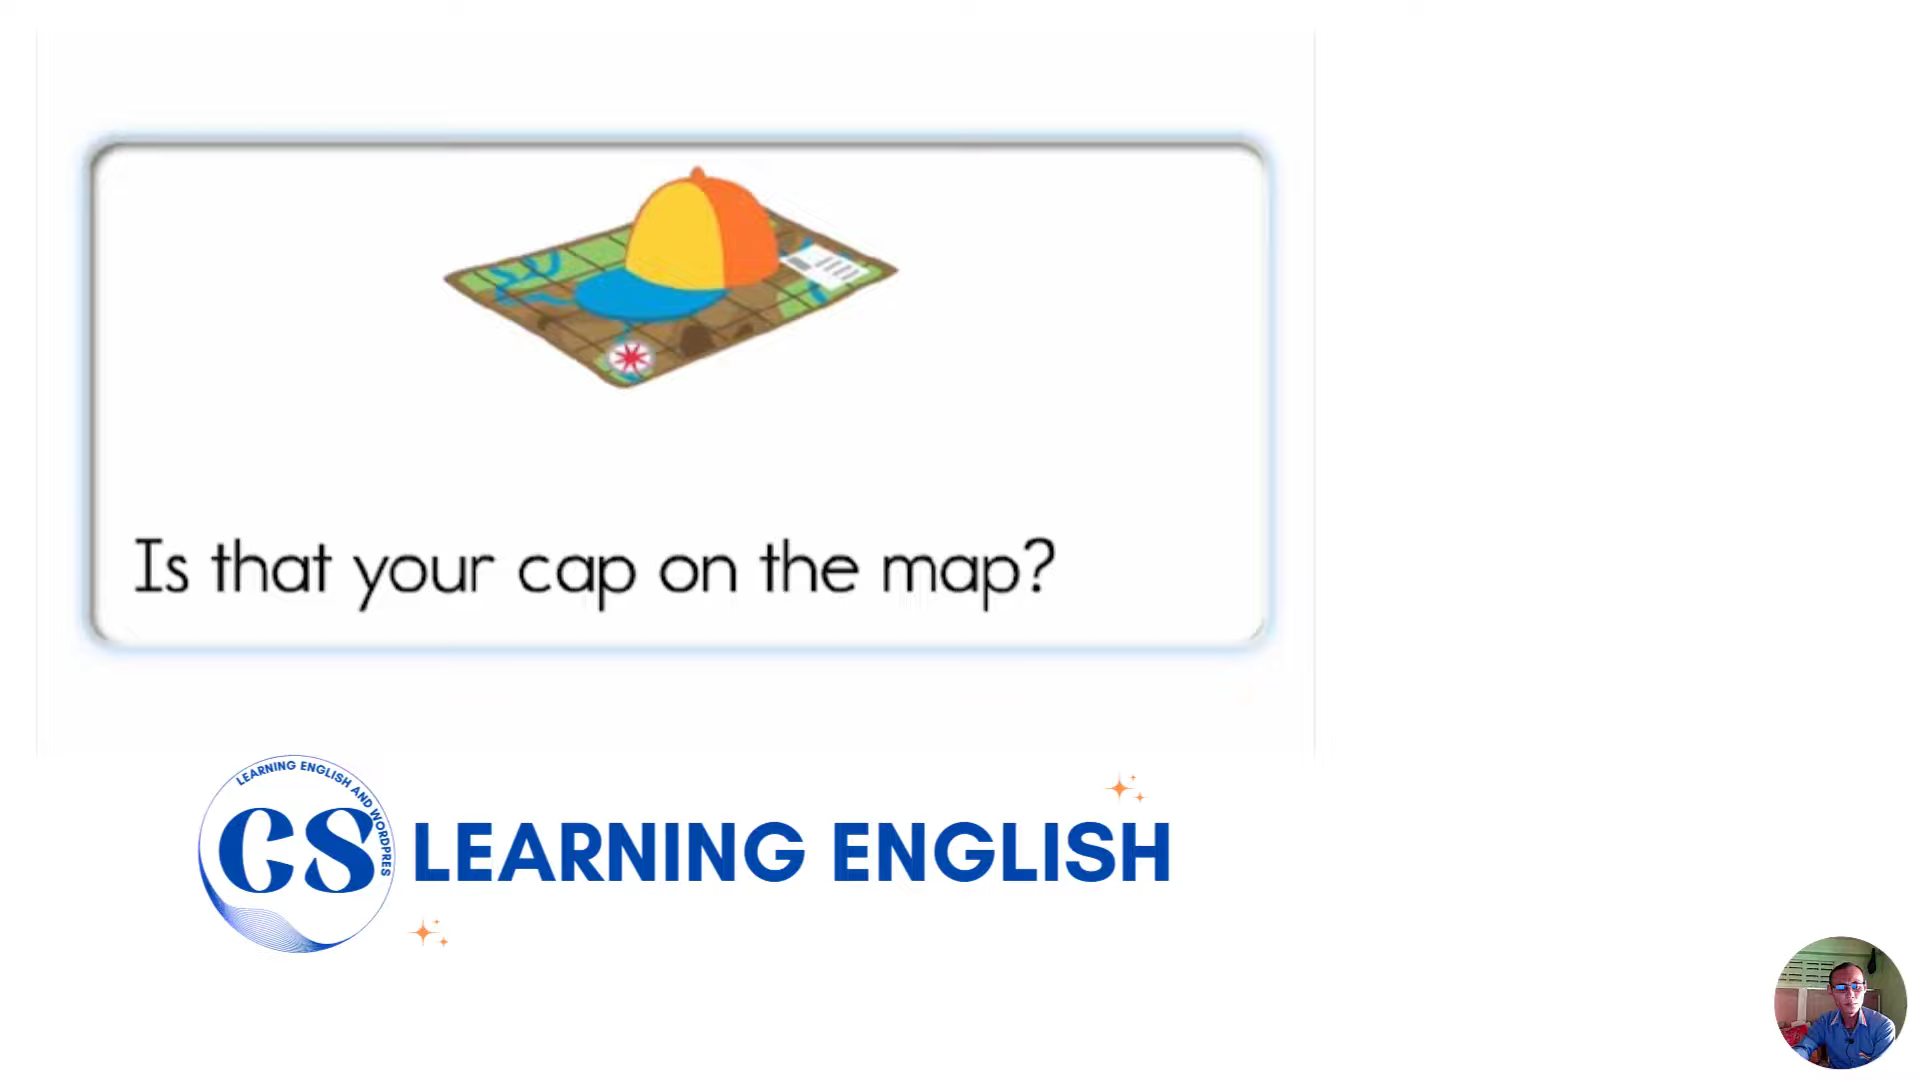 Is that your cap on the map?
LEARNING ENGLISH AND WORDPRES
CS
LEARNING ENGLISH